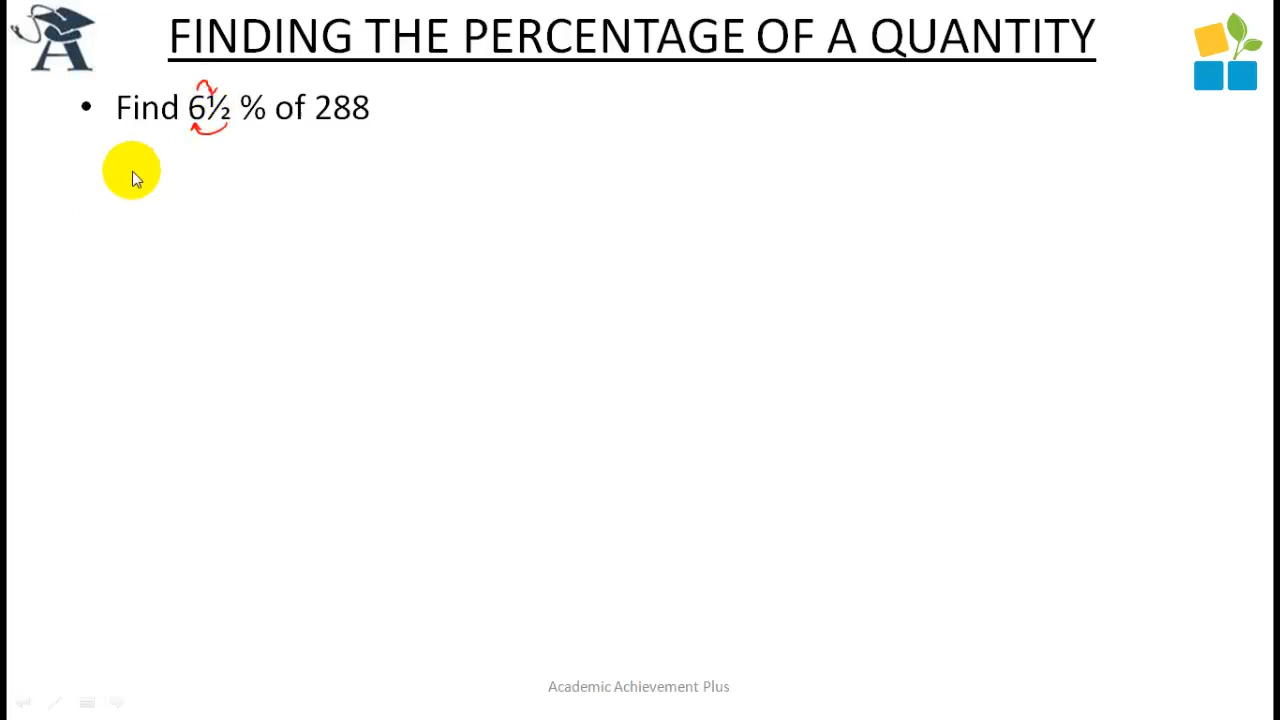 FINDING THE PERCENTAGE OF A QUANTITY
• Find 6½ % of 288
Academic Achievement Plus